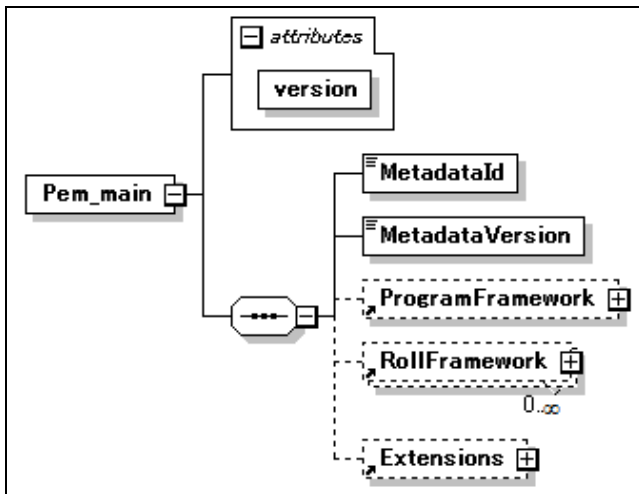 attributes
version
Pem_main
MetadataId
MetadataVersion
ProgramFramework
RollFramework
0..∞
Extensions